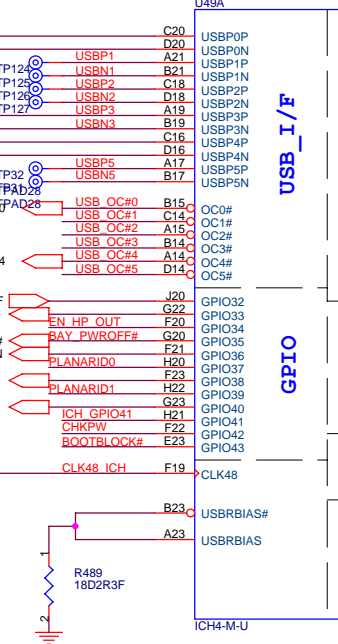 U49A
C20 USBP0P
D20 USBP0N
USBP1 A21 USBP1P
TP124 USBN1 B21 USBP1N
TP125 USBP2 C18 USBP2P
TP126 USBN2 D18 USBP2N
TP127 USBP3 A19 USBP3P
USBN3 B19 USBP3N
C16 USBP4P
D16 USBP4N
TP32 USBP5 A17 USBP5P
USBN5 B17 USBP5N
TPAD28
TPAD28
USB_I/F
USB_OC#0 B15 OC0#
USB_OC#1 C14 OC1#
USB_OC#2 A15 OC2#
USB_OC#3 B14 OC3#
4 USB_OC#4 A14 OC4#
USB_OC#5 D14 OC5#
F J20 GPIO32
G22 GPIO33
EN_HP_OUT F20 GPIO34
# BAY_PWROFF# G20 GPIO35
N F21 GPIO36
PLANARID0 H20 GPIO37
F23 GPIO38
PLANARID1 H22 GPIO39
G23 GPIO40
ICH_GPIO41 H21 GPIO41
CHKPW F22 GPIO42
BOOTBLOCK# E23 GPIO43
GPIO
CLK48_ICH F19 CLK48
B23 USBRBIAS#
A23 USBRBIAS
1
R489
18D2R3F
2
ICH4-M-U